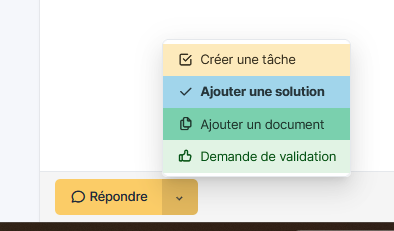 Créer une tâche
Ajouter une solution
Ajouter un document
Demande de validation
Répondre